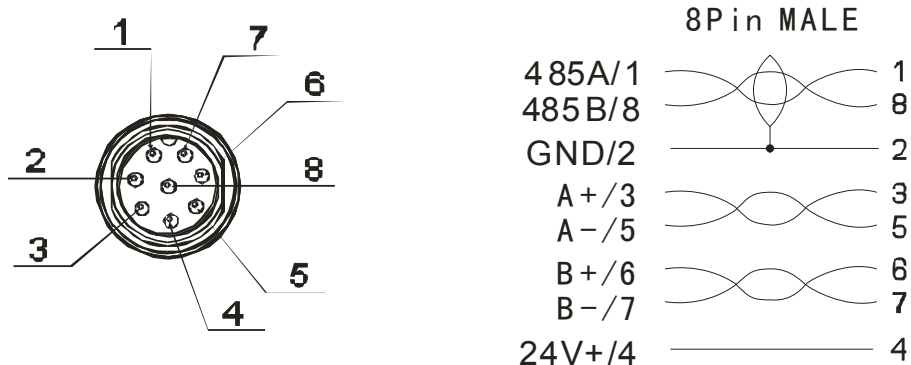 1
7
6
2
8
3
5
4
8Pin MALE
485A/1 1
485B/8 8
GND/2 2
A+/3 3
A-/5 5
B+/6 6
B-/7 7
24V+/4 4